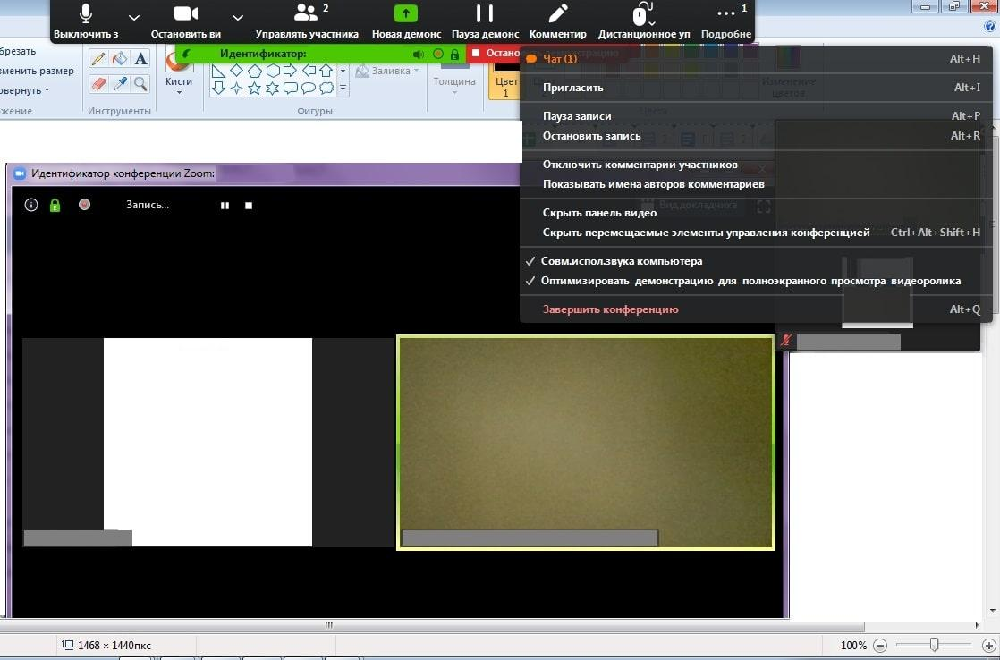 2
1
Выключить з
Остановить ви
Управлять участника
Новая демонс
Пауза демонс
Комментир
Дистанционное уп
Подробне
Идентификатор:
Остано
брезать
зменить размер
овернуть
жение
Инструменты
Кисти
Фигуры
Заливка
Толщина
Цвет
1
Изменение
цветов
Цвета
Чат (1) Alt+H
Пригласить Alt+I
Пауза записи Alt+P
Остановить запись Alt+R
Отключить комментарии участников
Показывать имена авторов комментариев
Скрыть панель видео
Скрыть перемещаемые элементы управления конференцией Ctrl+Alt+Shift+H
Совм.испол.звука компьютера
Оптимизировать демонстрацию для полноэкранного просмотра видеоролика
Завершить конференцию Alt+Q
Идентификатор конференции Zoom:
Запись...
Вид докладчика
1468 × 1440пкс
100%